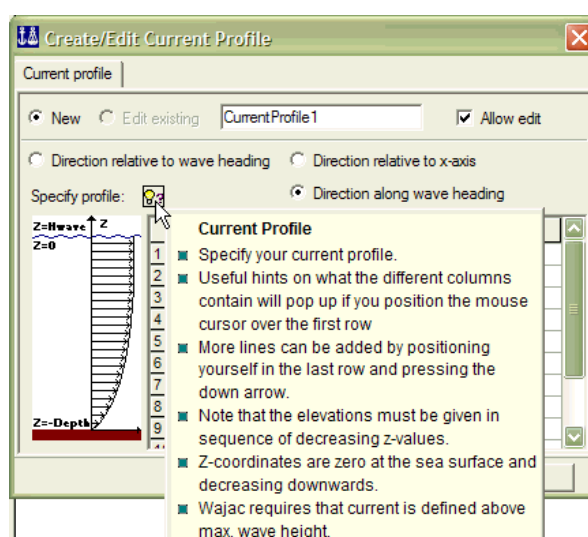 Create/Edit Current Profile
Current profile
New Edit existing CurrentProfile1 Allow edit
Direction relative to wave heading Direction relative to x-axis
Specify profile: Direction along wave heading
Z=Hwave Z
Z=0
Z=-Depth
1
2
3
4
5
6
7
8
9
Current Profile
Specify your current profile.
Useful hints on what the different columns
contain will pop up if you position the mouse
cursor over the first row
More lines can be added by positioning
yourself in the last row and pressing the
down arrow.
Note that the elevations must be given in
sequence of decreasing z-values.
Z-coordinates are zero at the sea surface and
decreasing downwards.
Wajac requires that current is defined above
max. wave height.